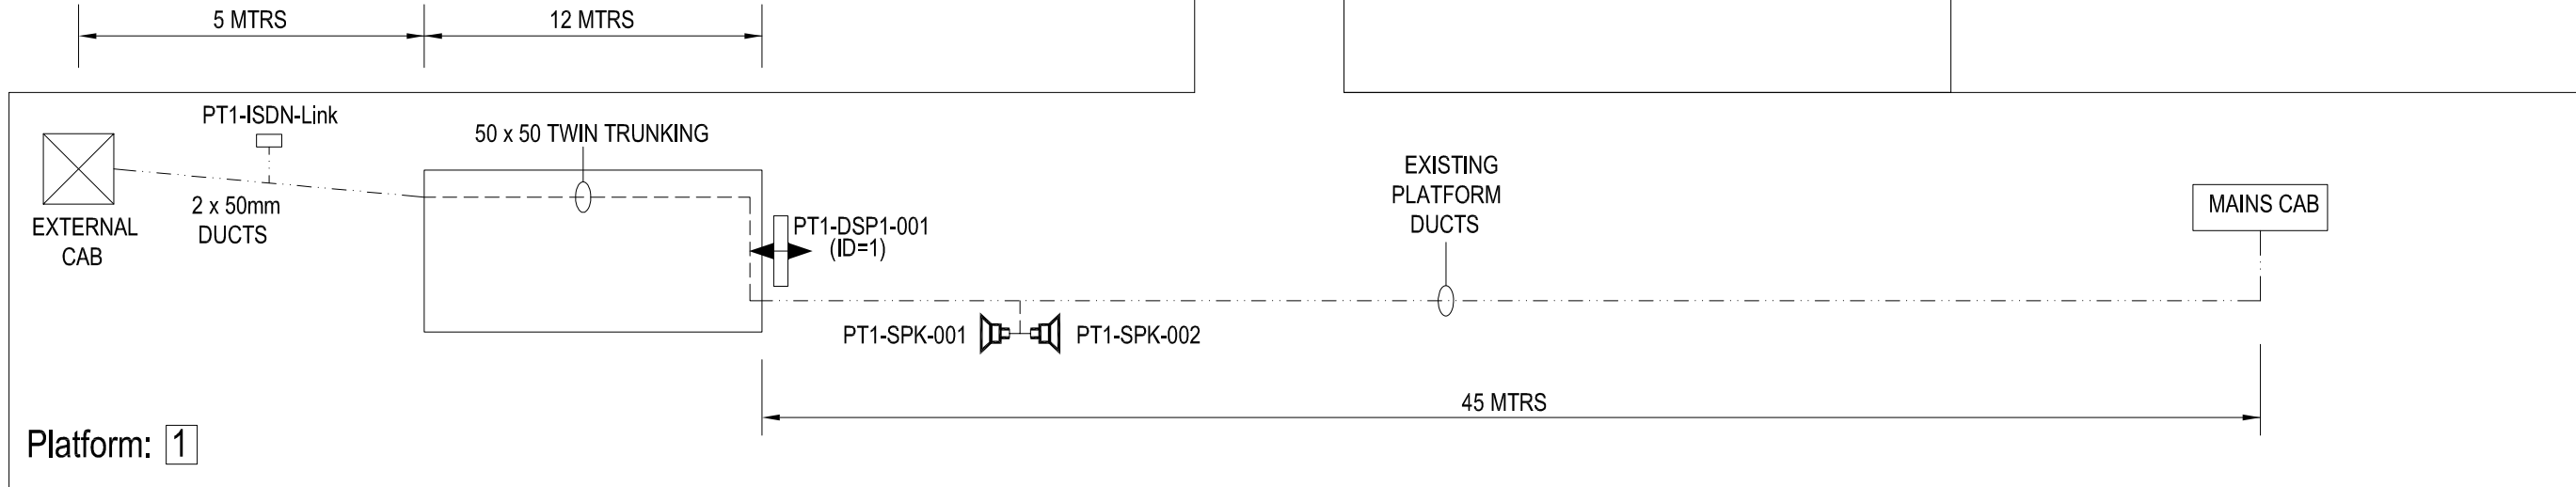 5 MTRS
12 MTRS
PT1-ISDN-Link
50 x 50 TWIN TRUNKING
EXTERNAL
CAB
2 x 50mm
DUCTS
PT1-DSP1-001
(ID=1)
EXISTING
PLATFORM
DUCTS
MAINS CAB
PT1-SPK-001
PT1-SPK-002
45 MTRS
Platform: 1